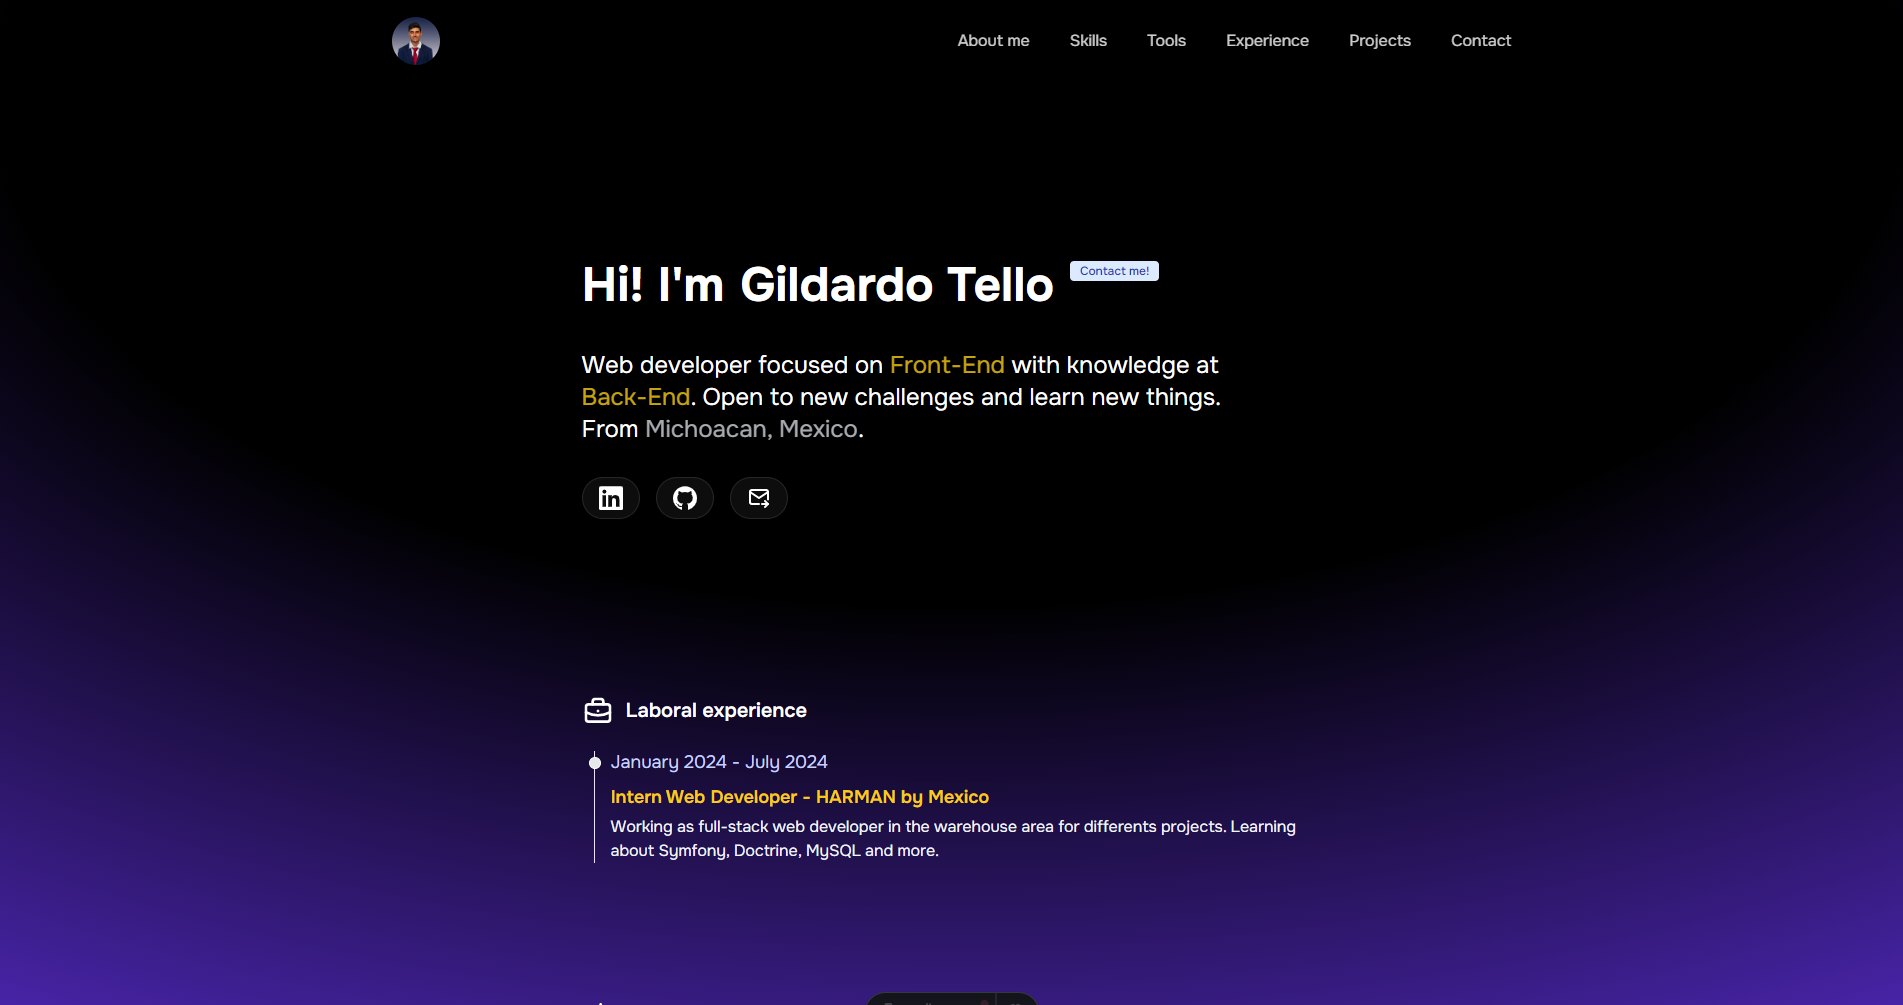 About me
Skills
Tools
Experience
Projects
Contact
Hi! I'm Gildardo Tello
Contact me!
Web developer focused on Front-End with knowledge at
Back-End. Open to new challenges and learn new things.
From Michoacan, Mexico.
in
Laboral experience
January 2024 - July 2024
Intern Web Developer - HARMAN by Mexico
Working as full-stack web developer in the warehouse area for differents projects. Learning
about Symfony, Doctrine, MySQL and more.